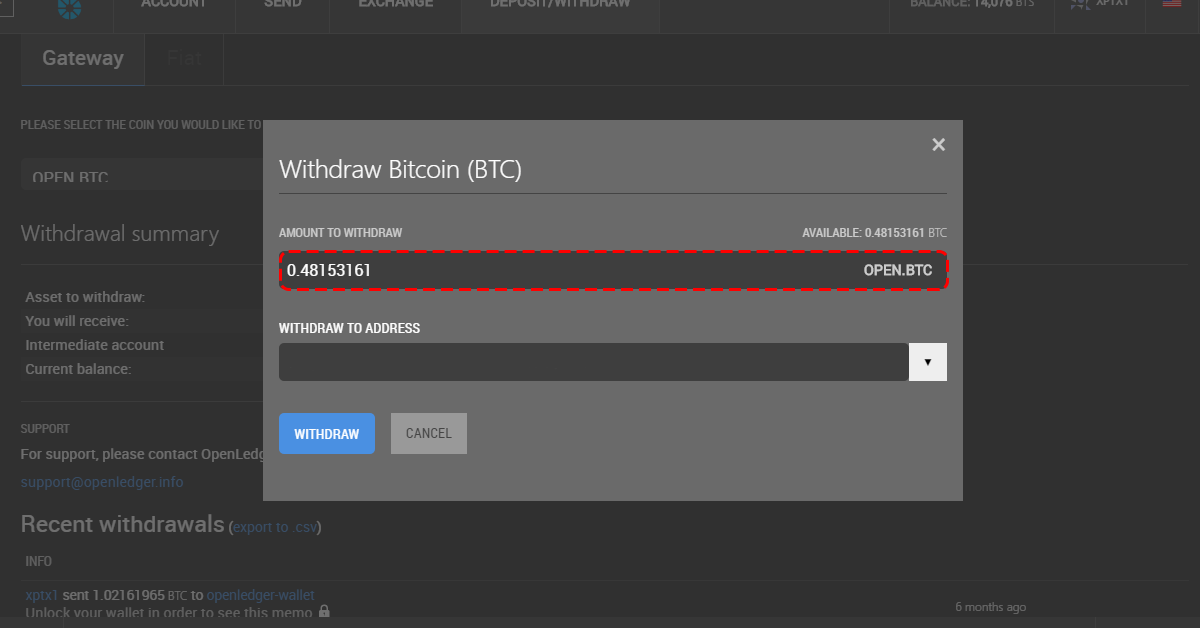 ACCOUNT SEND EXCHANGE DEPOSIT/WITHDRAW BALANCE: 14,076 BTS XPTX1
Gateway Fiat
PLEASE SELECT THE COIN YOU WOULD LIKE TO
OPEN.BTC
Withdrawal summary
Asset to withdraw:
You will receive:
Intermediate account
Current balance:
SUPPORT
For support, please contact OpenLedg
support@openledger.info
Recent withdrawals (export to .csv)
INFO
xptx1 sent 1.02161965 BTC to openledger-wallet
Unlock your wallet in order to see this memo
6 months ago
×
Withdraw Bitcoin (BTC)
AMOUNT TO WITHDRAW AVAILABLE: 0.48153161 BTC
0.48153161 OPEN.BTC
WITHDRAW TO ADDRESS
▼
WITHDRAW CANCEL